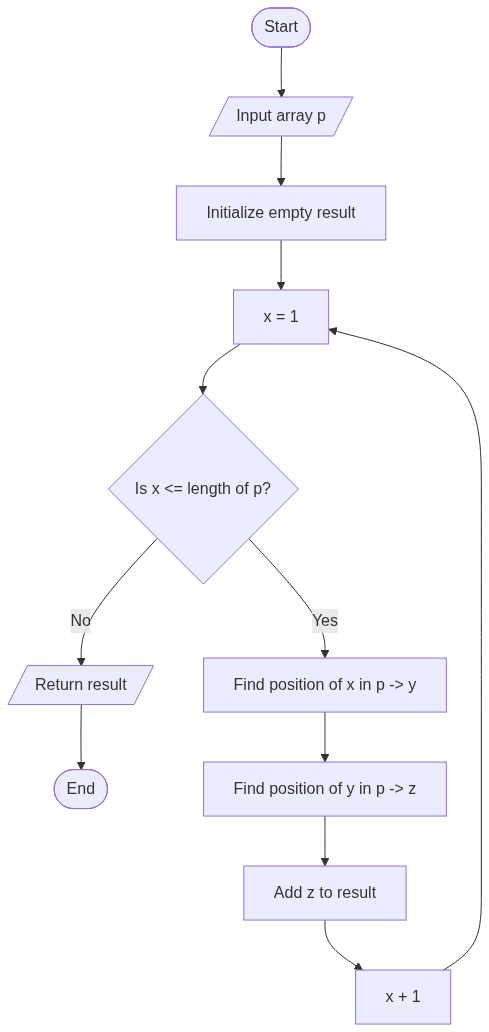 Start
Input array p
Initialize empty result
x = 1
Is x <= length of p?
No
Yes
Return result
Find position of x in p -> y
End
Find position of y in p -> z
Add z to result
x + 1